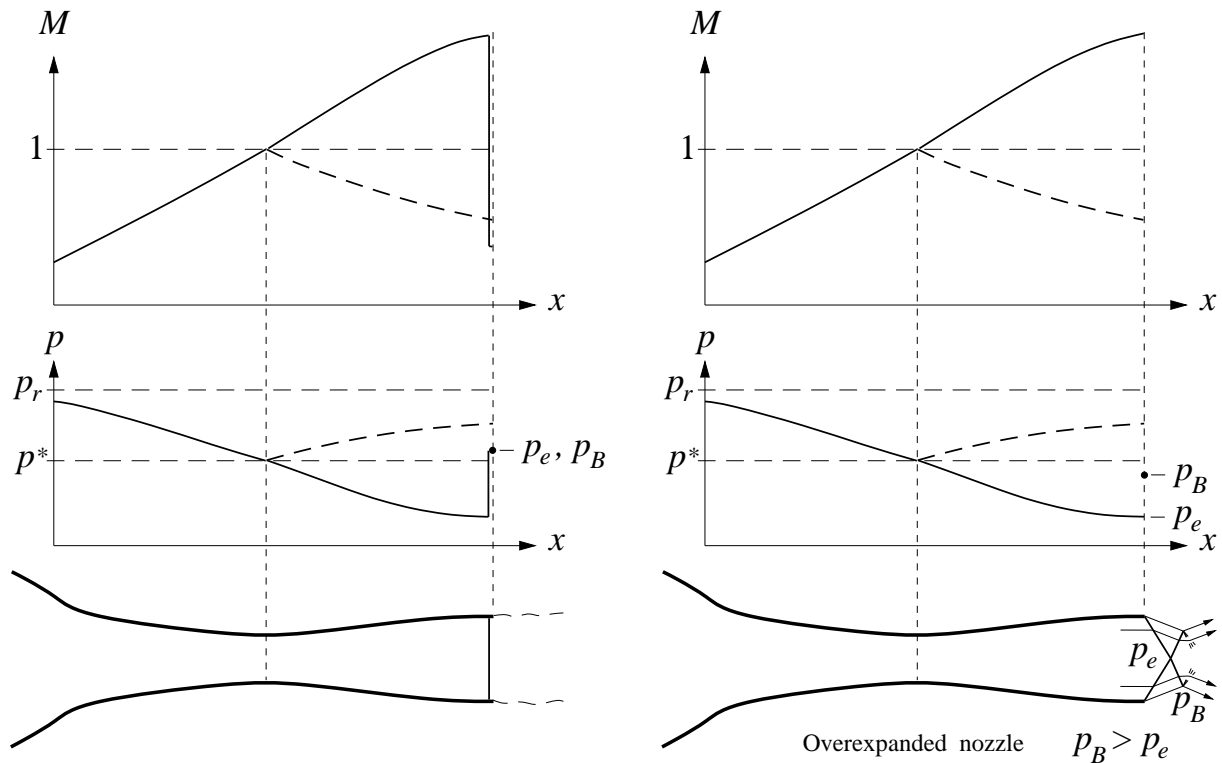 M
1
x
p
p_r
p*
p_e, p_B
x
M
1
x
p
p_r
p*
p_B
p_e
x
p_e
p_B
Overexpanded nozzle p_B > p_e